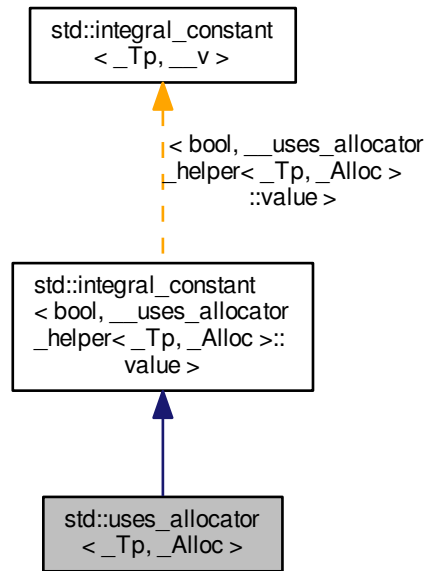 std::integral_constant
< _Tp, __v >
< bool, __uses_allocator
_helper< _Tp, _Alloc >
::value >
std::integral_constant
< bool, __uses_allocator
_helper< _Tp, _Alloc >::
value >
std::uses_allocator
< _Tp, _Alloc >